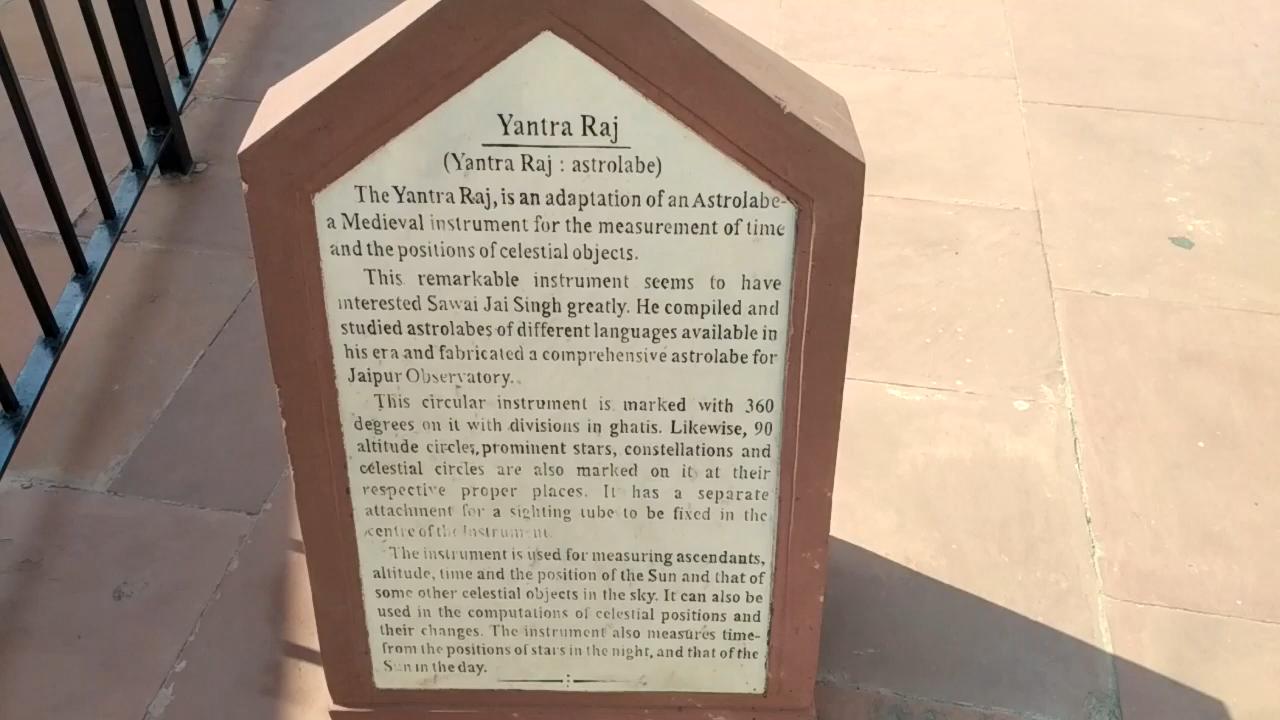 Yantra Raj
(Yantra Raj : astrolabe)
The Yantra Raj, is an adaptation of an Astrolabe-
a Medieval instrument for the measurement of time
and the positions of celestial objects.
This remarkable instrument seems to have
interested Sawai Jai Singh greatly. He compiled and
studied astrolabes of different languages available in
his era and fabricated a comprehensive astrolabe for
Jaipur Observatory.
This circular instrument is marked with 360
degrees on it with divisions in ghatis. Likewise, 90
altitude circles, prominent stars, constellations and
celestial circles are also marked on it at their
respective proper places. It has a separate
attachment for a sighting tube to be fixed in the
centre of the Instrument.
The instrument is used for measuring ascendants,
altitude, time and the position of the Sun and that of
some other celestial objects in the sky. It can also be
used in the computations of celestial positions and
their changes. The instrument also measures time-
from the positions of stars in the night, and that of the
Sun in the day.